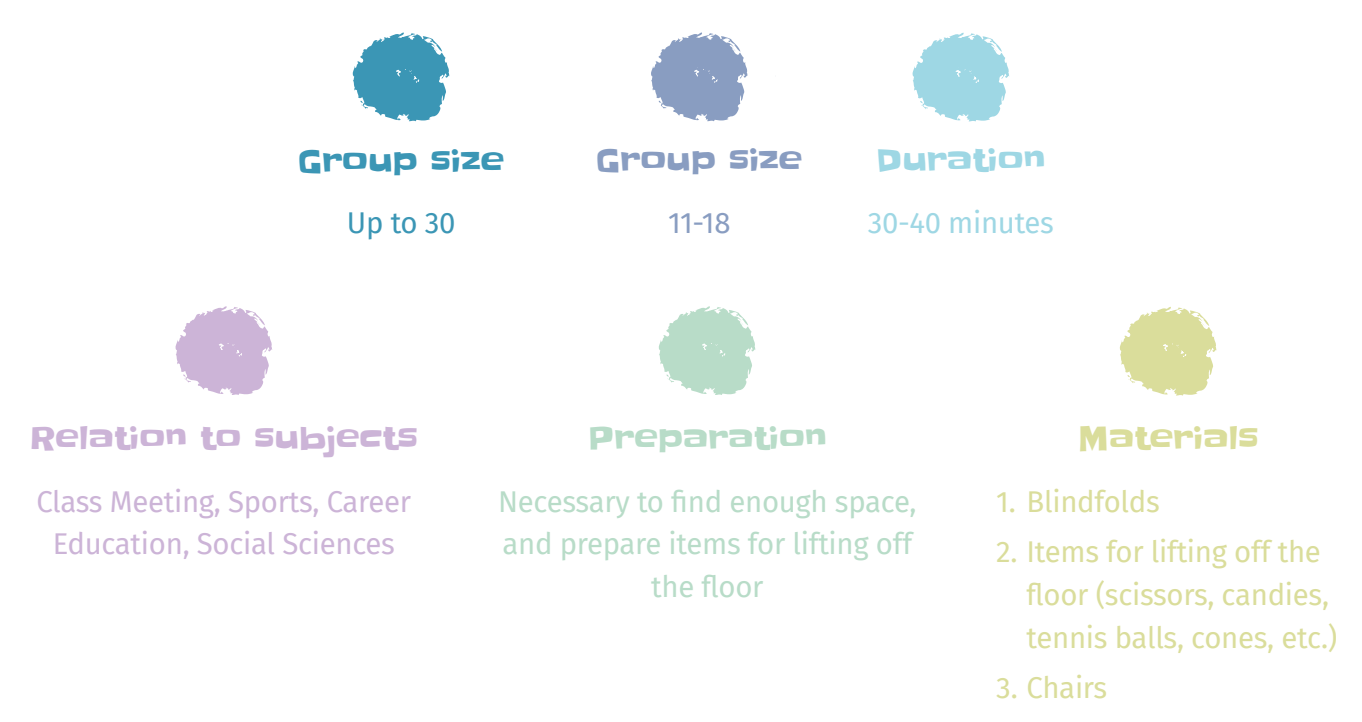 Group size
Up to 30
Group size
11-18
Duration
30-40 minutes
Relation to subjects
Class Meeting, Sports, Career
Education, Social Sciences
Preparation
Necessary to find enough space,
and prepare items for lifting off
the floor
Materials
1. Blindfolds
2. Items for lifting off the
floor (scissors, candies,
tennis balls, cones, etc.)
3. Chairs